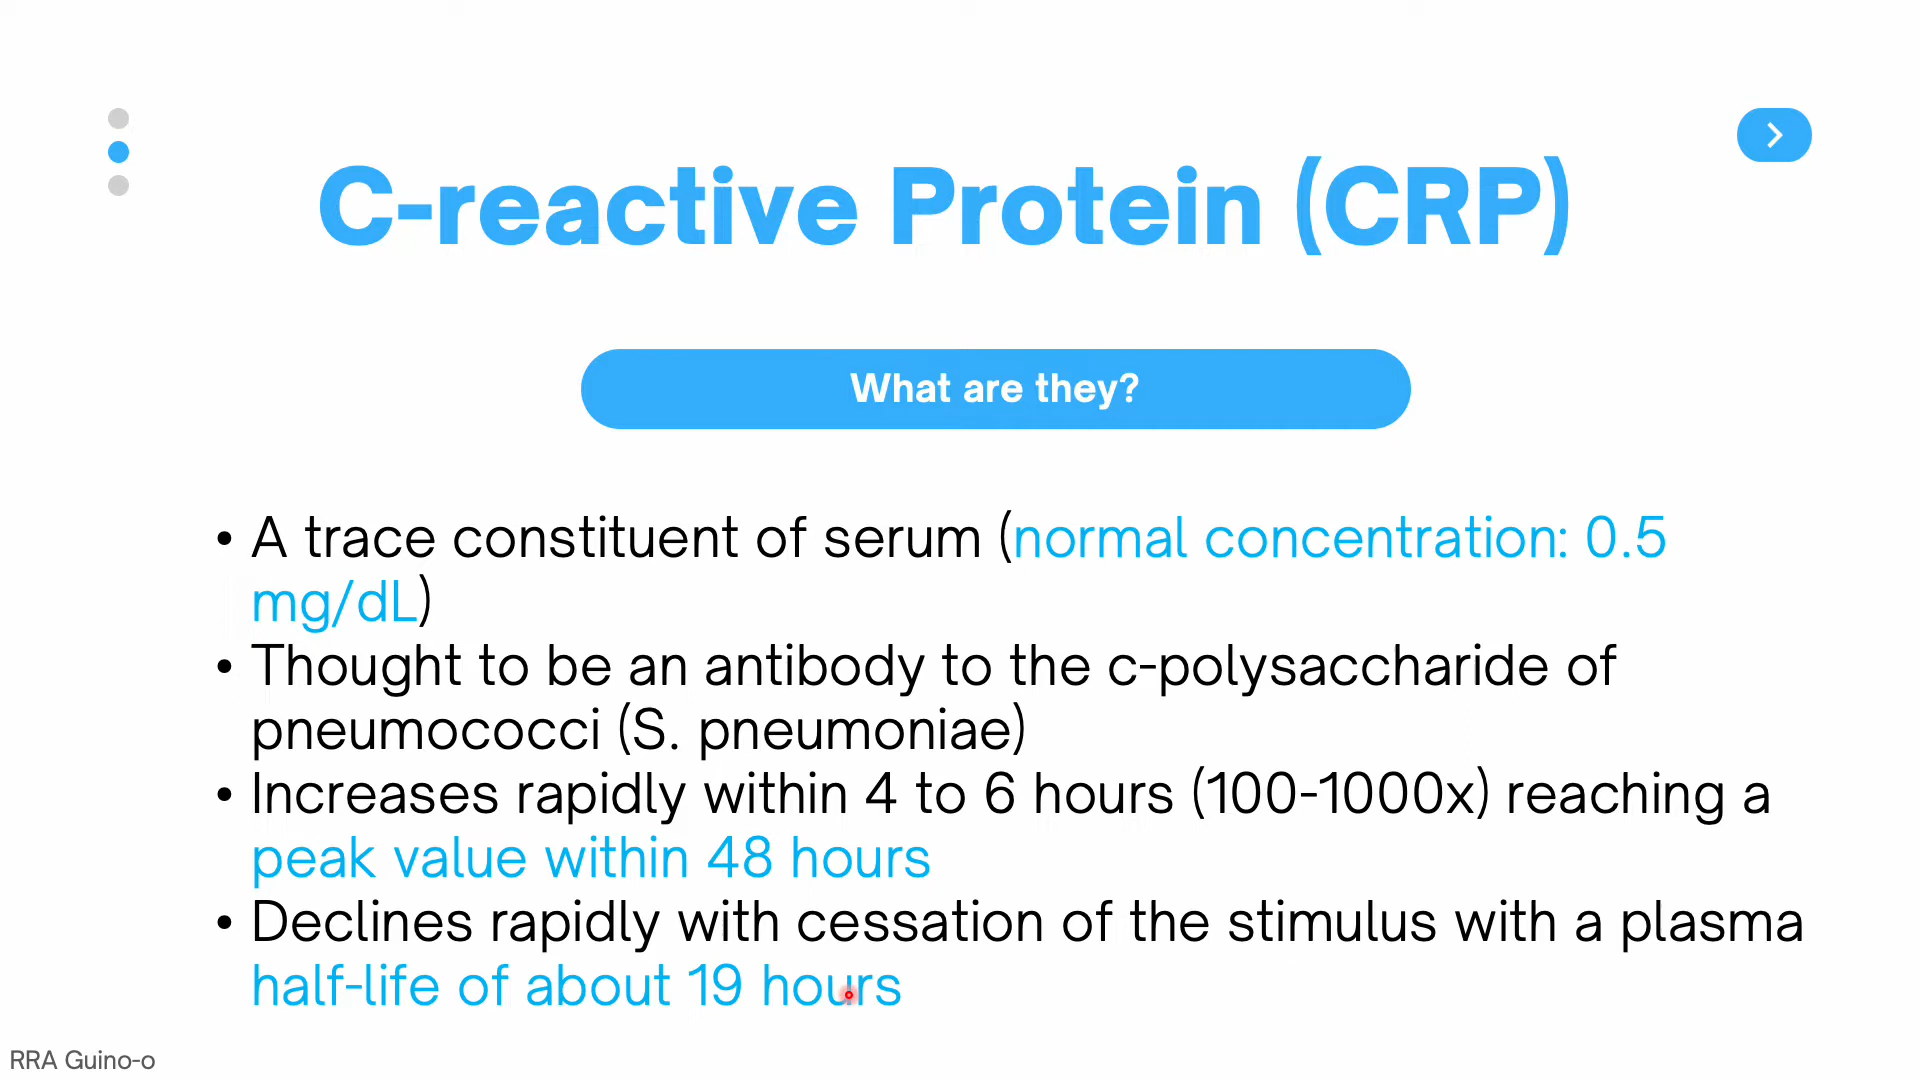 C-reactive Protein (CRP)
What are they?
• A trace constituent of serum (normal concentration: 0.5
mg/dL)
• Thought to be an antibody to the c-polysaccharide of
pneumococci (S. pneumoniae)
• Increases rapidly within 4 to 6 hours (100-1000x) reaching a
peak value within 48 hours
• Declines rapidly with cessation of the stimulus with a plasma
half-life of about 19 hours
RRA Guino-o